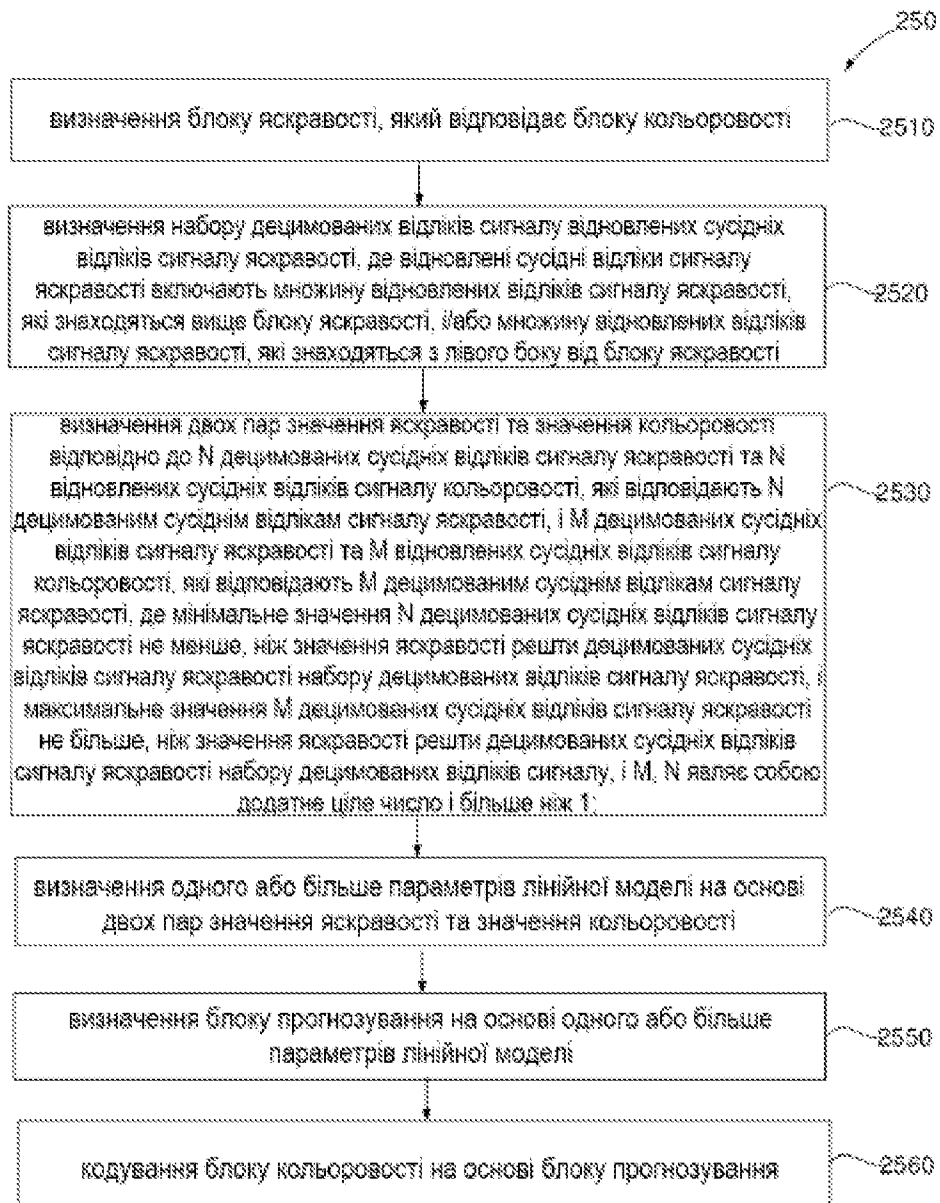 250
визначення блоку яскравості, який відповідає блоку кольоровості
2510
визначення набору децимованих відліків сигналу відновлених сусідніх
відліків сигналу яскравості, де відновлені сусідні відліки сигналу
яскравості включають множину відновлених відліків сигналу яскравості,
які знаходяться вище блоку яскравості, і/або множину відновлених відліків
сигналу яскравості, які знаходяться з лівого боку від блоку яскравості
2520
визначення двох пар значення яскравості та значення кольоровості
відповідно до N децимованих сусідніх відліків сигналу яскравості та N
відновлених сусідніх відліків сигналу кольоровості, які відповідають N
децимованим сусіднім відлікам сигналу яскравості, і M децимованих сусідніх
відліків сигналу яскравості та M відновлених сусідніх відліків сигналу
кольоровості, які відповідають M децимованим сусіднім відлікам сигналу
яскравості, де мінімальне значення N децимованих сусідніх відліків сигналу
яскравості не менше, ніж значення яскравості решти децимованих сусідніх
відліків сигналу яскравості набору децимованих відліків сигналу яскравості, і
максимальне значення M децимованих сусідніх відліків сигналу яскравості
не більше, ніж значення яскравості решти децимованих сусідніх відліків
сигналу яскравості набору децимованих відліків сигналу, і M, N являє собою
додатне ціле число і більше ніж 1;
2530
визначення одного або більше параметрів лінійної моделі на основі
двох пар значення яскравості та значення кольоровості
2540
визначення блоку прогнозування на основі одного або більше
параметрів лінійної моделі
2550
кодування блоку кольоровості на основі блоку прогнозування
2560